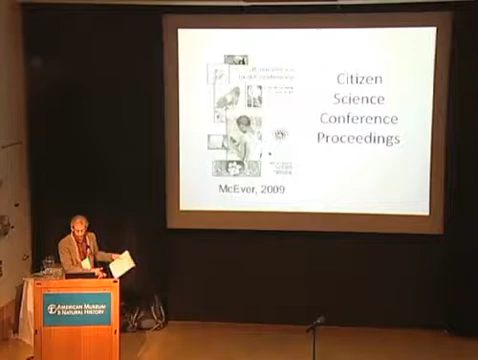 Citizen
Science
Conference
Proceedings
McEver, 2009
AMERICAN MUSEUM
& NATURAL HISTORY